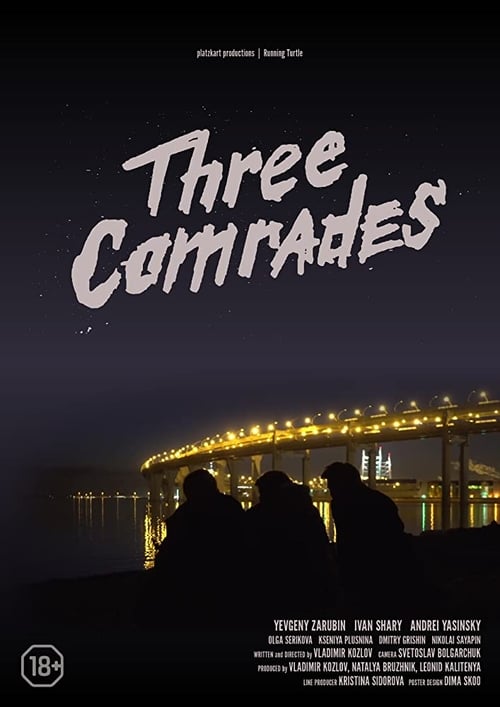 platzkart productions | Running Turtle
Three
Comrades
YEVGENY ZARUBIN IVAN SHARY ANDREI YASINSKY
OLGA SERIKOVA KSENIYA PLUSNINA DMITRY GRISHIN NIKOLAI SAYAPIN
WRITTEN and DIRECTED by VLADIMIR KOZLOV CAMERA SVETOSLAV BOLGARCHUK
PRODUCED by VLADIMIR KOZLOV, NATALYA BRUZHNIK, LEONID KALITENYA
LINE PRODUCER KRISTINA SIDOROVA POSTER DESIGN DIMA SKOO
18+